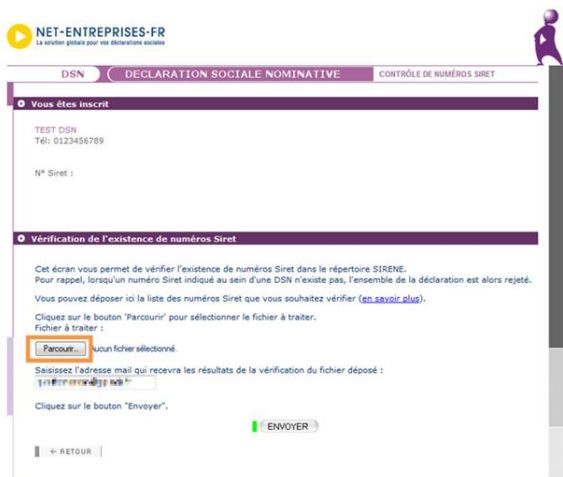 NET-ENTREPRISES-FR
La solution globale pour vos déclarations sociales
DSN
DECLARATION SOCIALE NOMINATIVE
CONTRÔLE DE NUMÉROS SIRET
Vous êtes inscrit
TEST DSN
Tél: 0123456789
N° Siret :
Vérification de l'existence de numéros Siret
Cet écran vous permet de vérifier l'existence de numéros Siret dans le répertoire SIRENE.
Pour rappel, lorsqu'un numéro Siret indiqué au sein d'une DSN n'existe pas, l'ensemble de la déclaration est alors rejeté.
Vous pouvez déposer ici la liste des numéros Siret que vous souhaitez vérifier (en savoir plus).
Cliquez sur le bouton 'Parcourir' pour sélectionner le fichier à traiter.
Fichier à traiter :
Parcourir... Aucun fichier sélectionné.
Saisissez l'adresse mail qui recevra les résultats de la vérification du fichier déposé :
Cliquez sur le bouton "Envoyer".
ENVOYER
← RETOUR